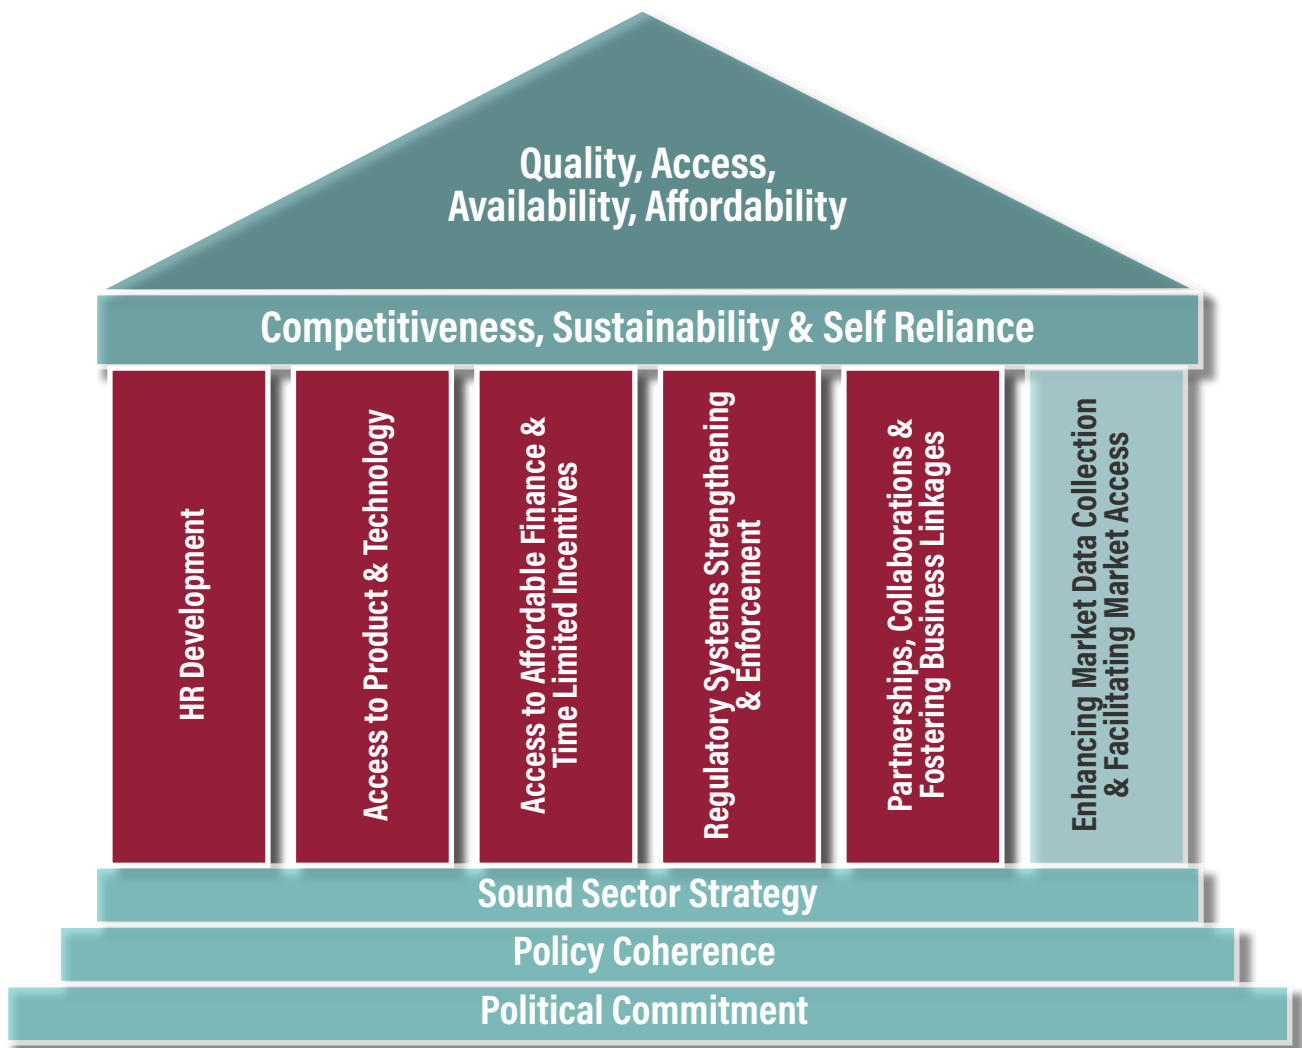 Quality, Access,
Availability, Affordability
Competitiveness, Sustainability & Self Reliance
HR Development
Access to Product & Technology
Access to Affordable Finance &
Time Limited Incentives
Regulatory Systems Strengthening
& Enforcement
Partnerships, Collaborations &
Fostering Business Linkages
Enhancing Market Data Collection
& Facilitating Market Access
Sound Sector Strategy
Policy Coherence
Political Commitment